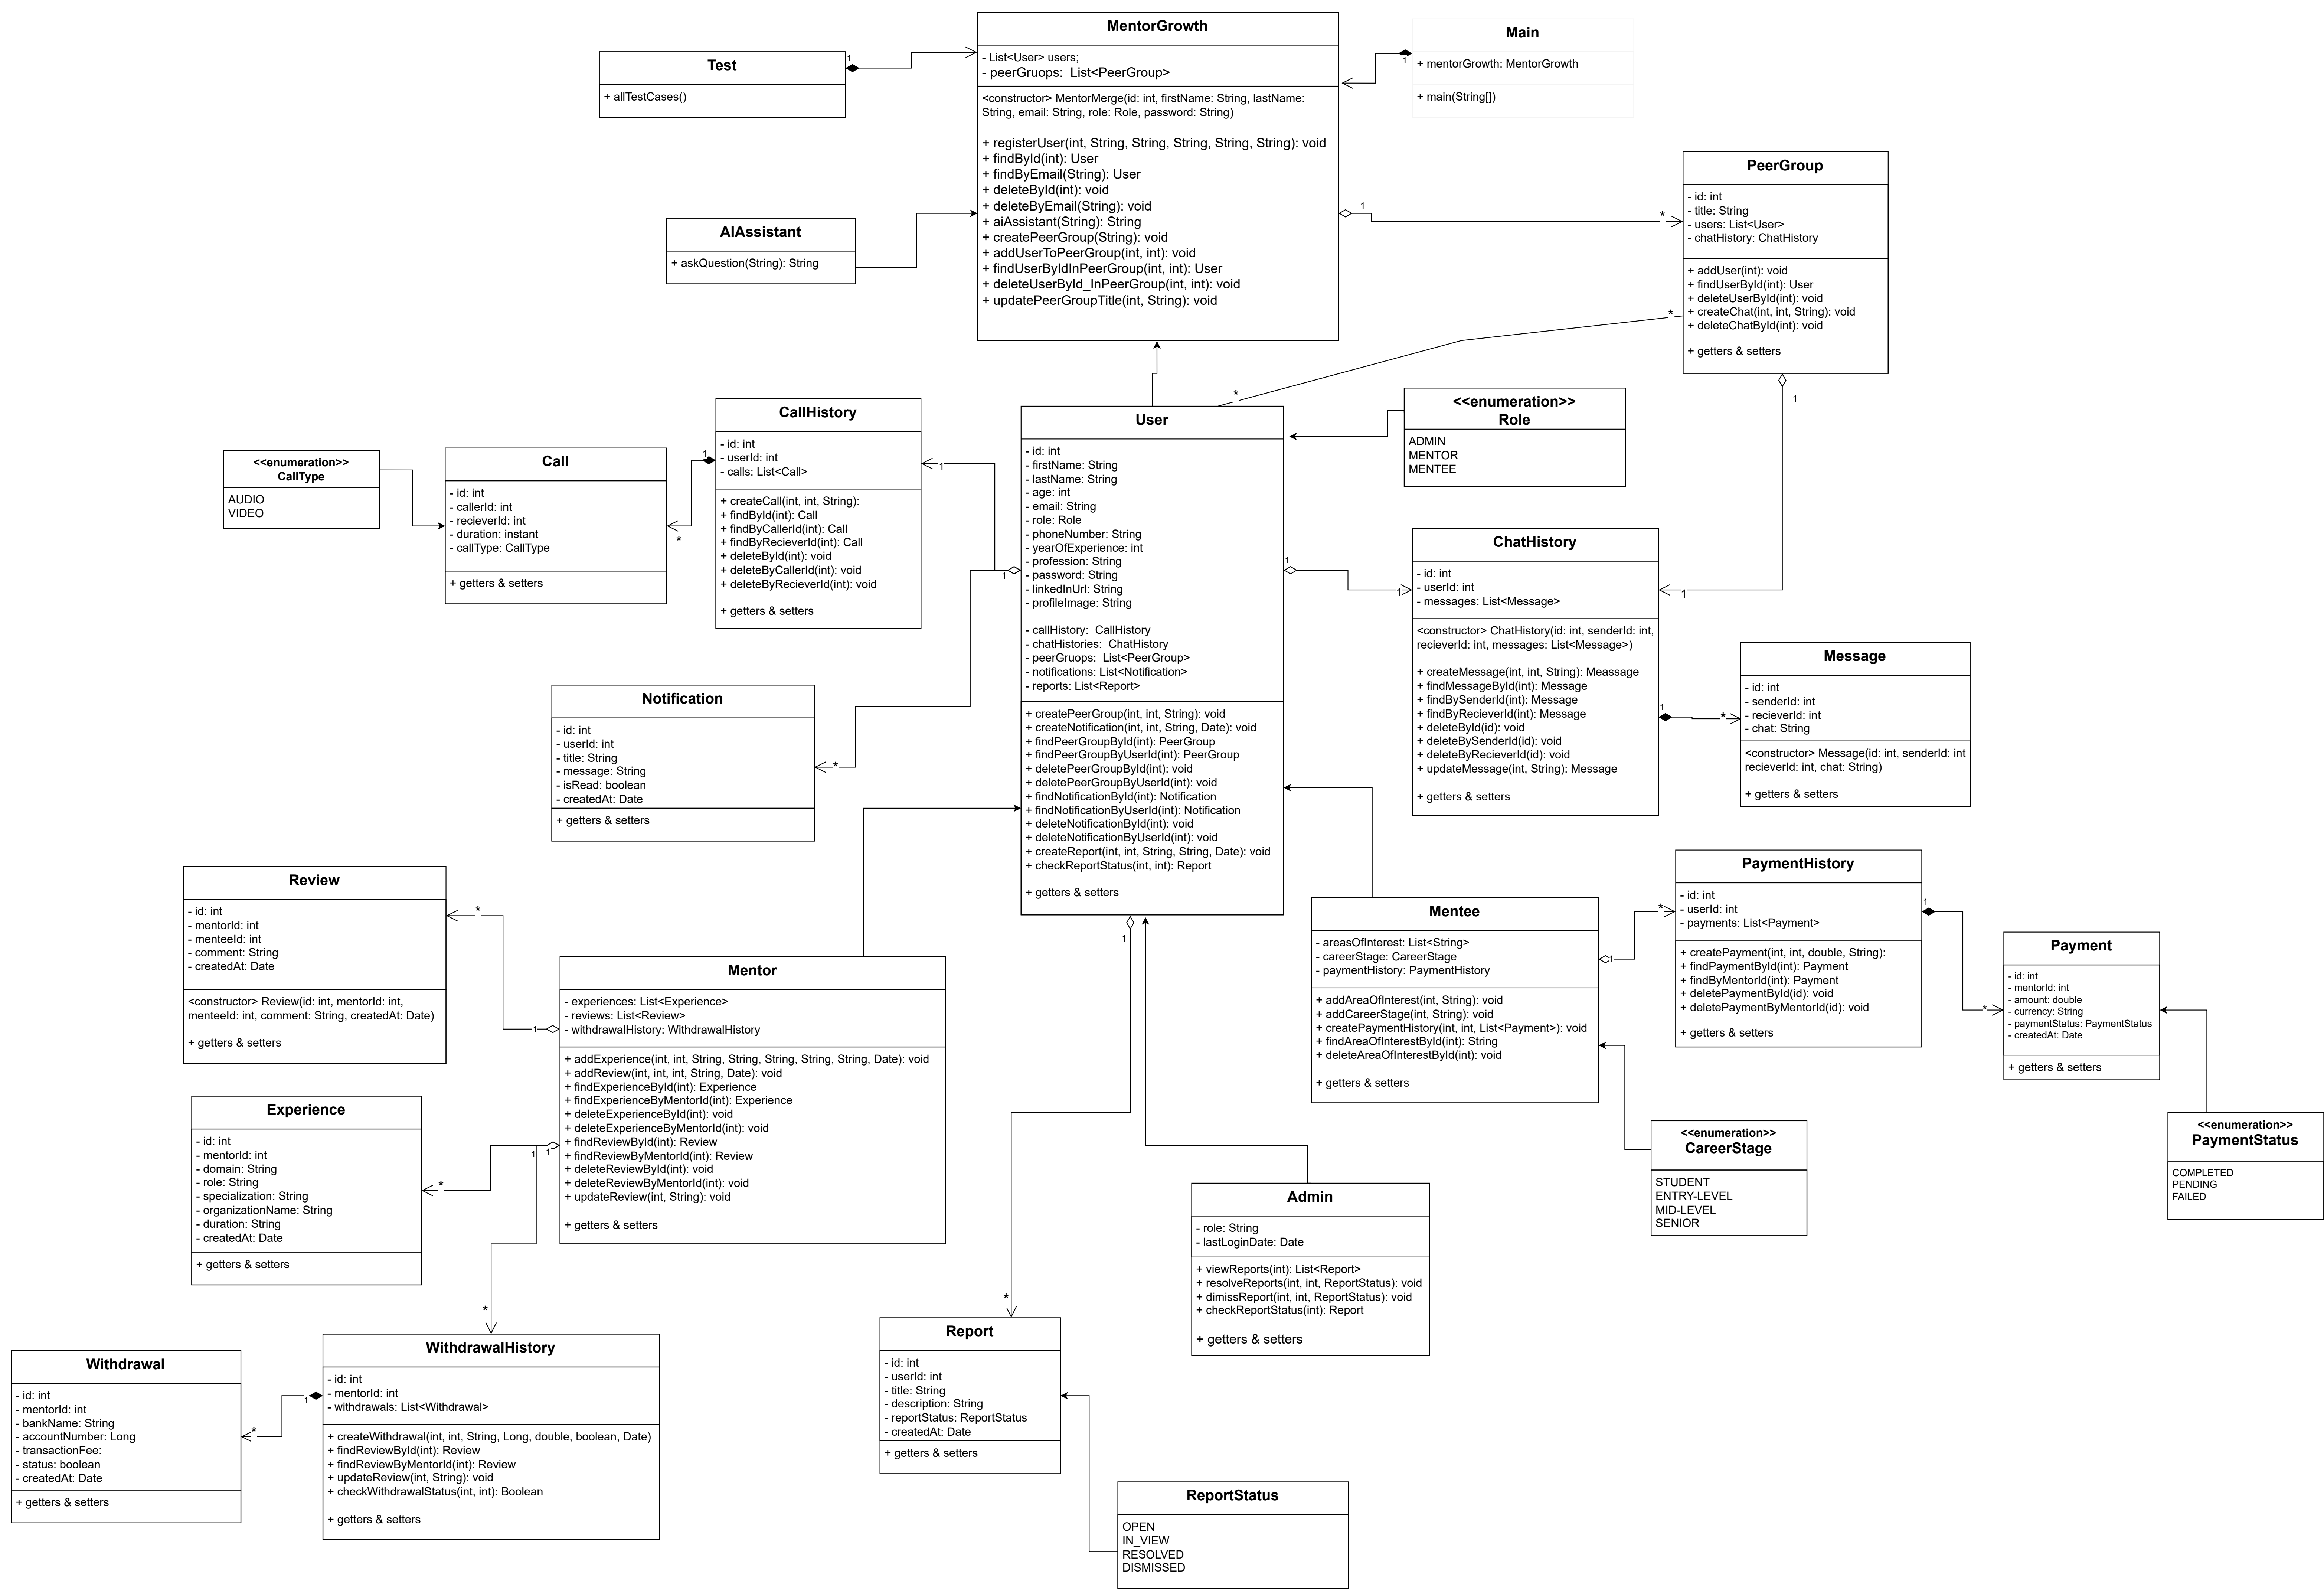 MentorGrowth
- List<User> users;
- peerGruops:  List<PeerGroup>
<constructor> MentorMerge(id: int, firstName: String, lastName:
String, email: String, role: Role, password: String)
+ registerUser(int, String, String, String, String, String): void
+ findById(int): User
+ findByEmail(String): User
+ deleteById(int): void
+ deleteByEmail(String): void
+ aiAssistant(String): String
+ createPeerGroup(String): void
+ addUserToPeerGroup(int, int): void
+ findUserByIdInPeerGroup(int, int): User
+ deleteUserById_InPeerGroup(int, int): void
+ updatePeerGroupTitle(int, String): void
Main
+ mentorGrowth: MentorGrowth
+ main(String[])
1
Test
+ allTestCases()
1
AIAssistant
+ askQuestion(String): String
1
*
PeerGroup
- id: int
- title: String
- users: List<User>
- chatHistory: ChatHistory
+ addUser(int): void
+ findUserById(int): User
+ deleteUserById(int): void
+ createChat(int, int, String): void
+ deleteChatById(int): void
+ getters & setters
*
*
1
1
<<enumeration>>
CallType
AUDIO
VIDEO
Call
- id: int
- callerId: int
- recieverId: int
- duration: instant
- callType: CallType
+ getters & setters
*
1
CallHistory
- id: int
- userId: int
- calls: List<Call>
+ createCall(int, int, String):
+ findById(int): Call
+ findByCallerId(int): Call
+ findByRecieverId(int): Call
+ deleteById(int): void
+ deleteByCallerId(int): void
+ deleteByRecieverId(int): void
+ getters & setters
1
1
User
- id: int
- firstName: String
- lastName: String
- age: int
- email: String
- role: Role
- phoneNumber: String
- yearOfExperience: int
- profession: String
- password: String
- linkedInUrl: String
- profileImage: String
- callHistory:  CallHistory
- chatHistories:  ChatHistory
- peerGruops:  List<PeerGroup>
- notifications: List<Notification>
- reports: List<Report>
+ createPeerGroup(int, int, String): void
+ createNotification(int, int, String, Date): void
+ findPeerGroupById(int): PeerGroup
+ findPeerGroupByUserId(int): PeerGroup
+ deletePeerGroupById(int): void
+ deletePeerGroupByUserId(int): void
+ findNotificationById(int): Notification
+ findNotificationByUserId(int): Notification
+ deleteNotificationById(int): void
+ deleteNotificationByUserId(int): void
+ createReport(int, int, String, String, Date): void
+ checkReportStatus(int, int): Report
+ getters & setters
<<enumeration>>
Role
ADMIN
MENTOR
MENTEE
1
1
ChatHistory
- id: int
- userId: int
- messages: List<Message>
<constructor> ChatHistory(id: int, senderId: int,
recieverId: int, messages: List<Message>)
+ createMessage(int, int, String): Meassage
+ findMessageById(int): Message
+ findBySenderId(int): Message
+ findByRecieverId(int): Message
+ deleteById(id): void
+ deleteBySenderId(id): void
+ deleteByRecieverId(id): void
+ updateMessage(int, String): Message
+ getters & setters
1
*
Message
- id: int
- senderId: int
- recieverId: int
- chat: String
<constructor> Message(id: int, senderId: int
recieverId: int, chat: String)
+ getters & setters
Notification
- id: int
- userId: int
- title: String
- message: String
- isRead: boolean
- createdAt: Date
+ getters & setters
*
Review
- id: int
- mentorId: int
- menteeId: int
- comment: String
- createdAt: Date
<constructor> Review(id: int, mentorId: int,
menteeId: int, comment: String, createdAt: Date)
+ getters & setters
*
1
Mentor
- experiences: List<Experience>
- reviews: List<Review>
- withdrawalHistory: WithdrawalHistory
+ addExperience(int, int, String, String, String, String, String, Date): void
+ addReview(int, int, int, String, Date): void
+ findExperienceById(int): Experience
+ findExperienceByMentorId(int): Experience
+ deleteExperienceById(int): void
+ deleteExperienceByMentorId(int): void
+ findReviewById(int): Review
+ findReviewByMentorId(int): Review
+ deleteReviewById(int): void
+ deleteReviewByMentorId(int): void
+ updateReview(int, String): void
+ getters & setters
1
1
*
*
Experience
- id: int
- mentorId: int
- domain: String
- role: String
- specialization: String
- organizationName: String
- duration: String
- createdAt: Date
+ getters & setters
Mentee
- areasOfInterest: List<String>
- careerStage: CareerStage
- paymentHistory: PaymentHistory
+ addAreaOfInterest(int, String): void
+ addCareerStage(int, String): void
+ createPaymentHistory(int, int, List<Payment>): void
+ findAreaOfInterestById(int): String
+ deleteAreaOfInterestById(int): void
+ getters & setters
1
*
PaymentHistory
- id: int
- userId: int
- payments: List<Payment>
+ createPayment(int, int, double, String):
+ findPaymentById(int): Payment
+ findByMentorId(int): Payment
+ deletePaymentById(id): void
+ deletePaymentByMentorId(id): void
+ getters & setters
1
*
Payment
- id: int
- mentorId: int
- amount: double
- currency: String
- paymentStatus: PaymentStatus
- createdAt: Date
+ getters & setters
<<enumeration>>
PaymentStatus
COMPLETED
PENDING
FAILED
<<enumeration>>
CareerStage
STUDENT
ENTRY-LEVEL
MID-LEVEL
SENIOR
1
*
Admin
- role: String
- lastLoginDate: Date
+ viewReports(int): List<Report>
+ resolveReports(int, int, ReportStatus): void
+ dimissReport(int, int, ReportStatus): void
+ checkReportStatus(int): Report
+ getters & setters
Report
- id: int
- userId: int
- title: String
- description: String
- reportStatus: ReportStatus
- createdAt: Date
+ getters & setters
ReportStatus
OPEN
IN_VIEW
RESOLVED
DISMISSED
Withdrawal
- id: int
- mentorId: int
- bankName: String
- accountNumber: Long
- transactionFee:
- status: boolean
- createdAt: Date
+ getters & setters
*
1
WithdrawalHistory
- id: int
- mentorId: int
- withdrawals: List<Withdrawal>
+ createWithdrawal(int, int, String, Long, double, boolean, Date)
+ findReviewById(int): Review
+ findReviewByMentorId(int): Review
+ updateReview(int, String): void
+ checkWithdrawalStatus(int, int): Boolean
+ getters & setters